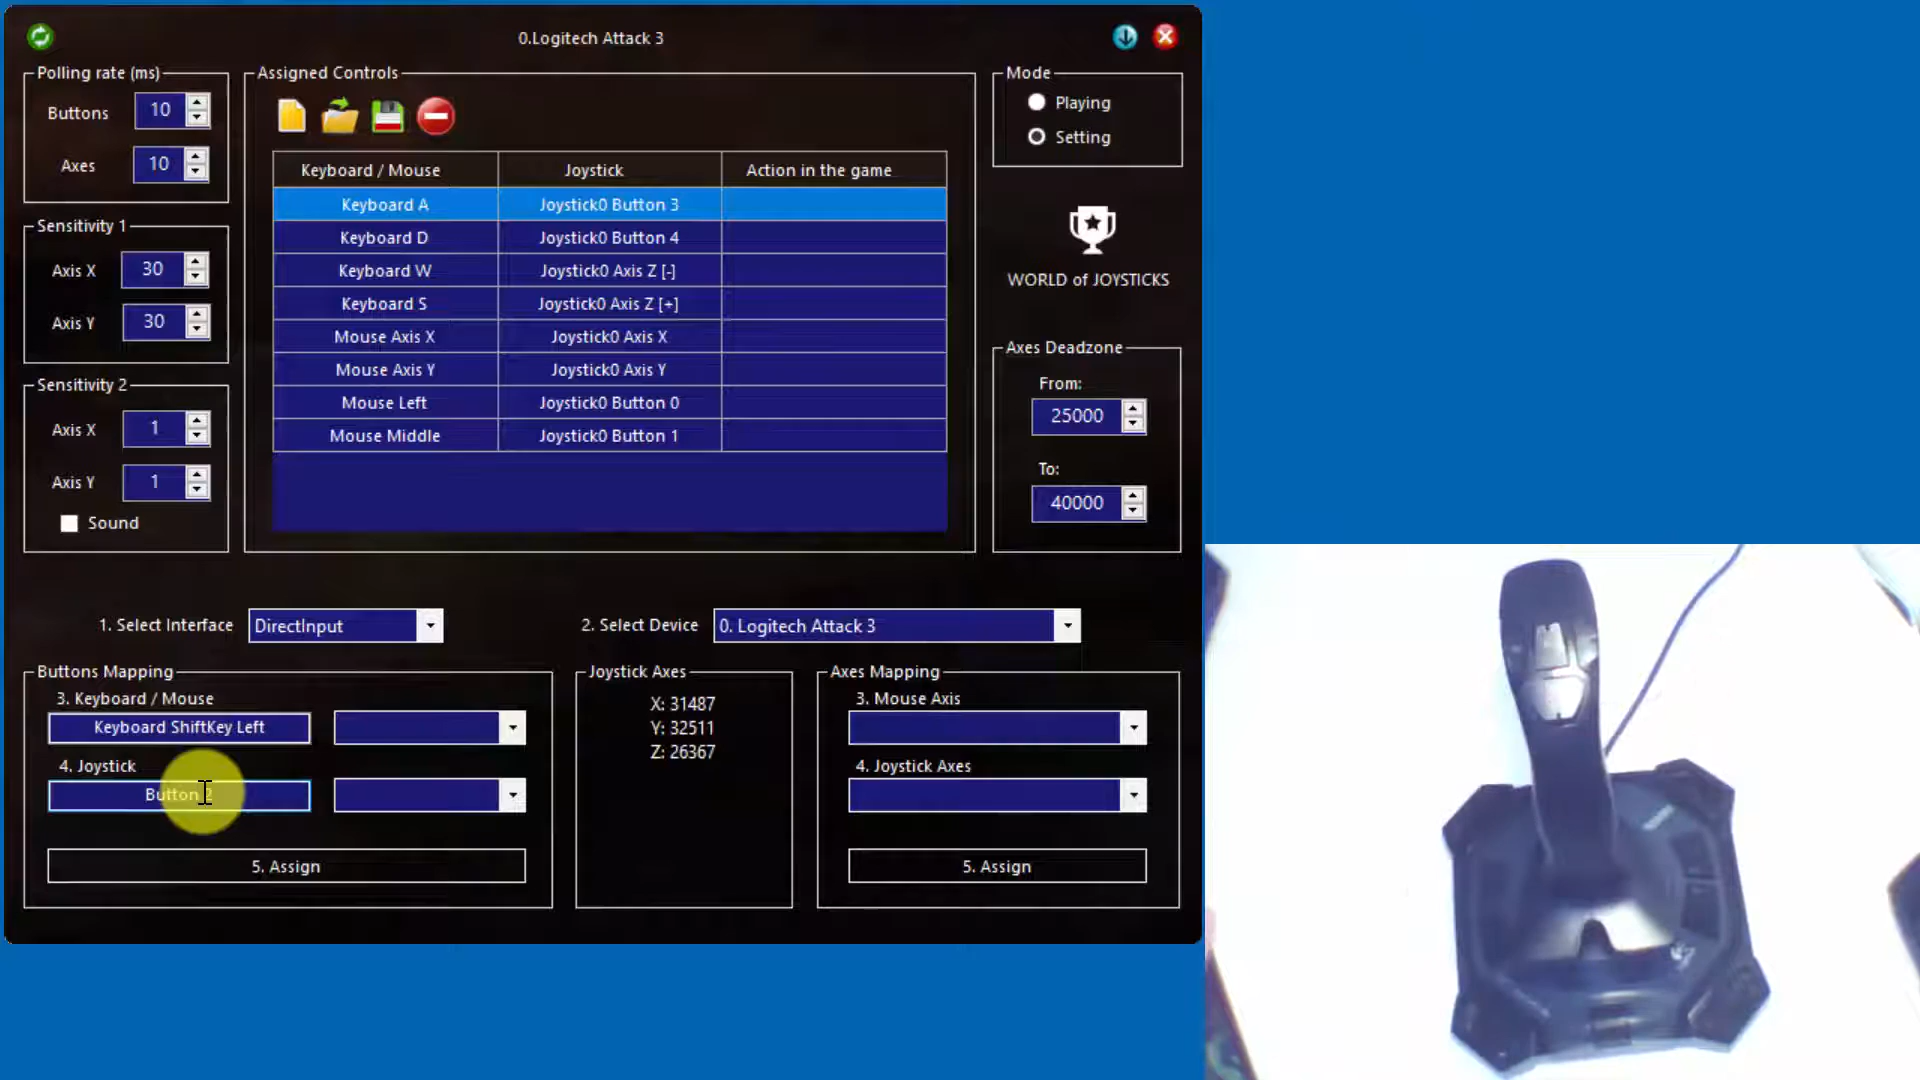 0.Logitech Attack 3
Polling rate (ms)
Buttons 10
Axes 10
Sensitivity 1
Axis X 30
Axis Y 30
Sensitivity 2
Axis X 1
Axis Y 1
Sound
Assigned Controls
Keyboard / Mouse Joystick Action in the game
Keyboard A Joystick0 Button 3
Keyboard D Joystick0 Button 4
Keyboard W Joystick0 Axis Z [-]
Keyboard S Joystick0 Axis Z [+]
Mouse Axis X Joystick0 Axis X
Mouse Axis Y Joystick0 Axis Y
Mouse Left Joystick0 Button 0
Mouse Middle Joystick0 Button 1
Mode
Playing
Setting
WORLD of JOYSTICKS
Axes Deadzone
From:
25000
To:
40000
1. Select Interface DirectInput
2. Select Device 0. Logitech Attack 3
Buttons Mapping
3. Keyboard / Mouse
Keyboard ShiftKey Left
4. Joystick
Button 2
5. Assign
Joystick Axes
X: 31487
Y: 32511
Z: 26367
Axes Mapping
3. Mouse Axis
4. Joystick Axes
5. Assign